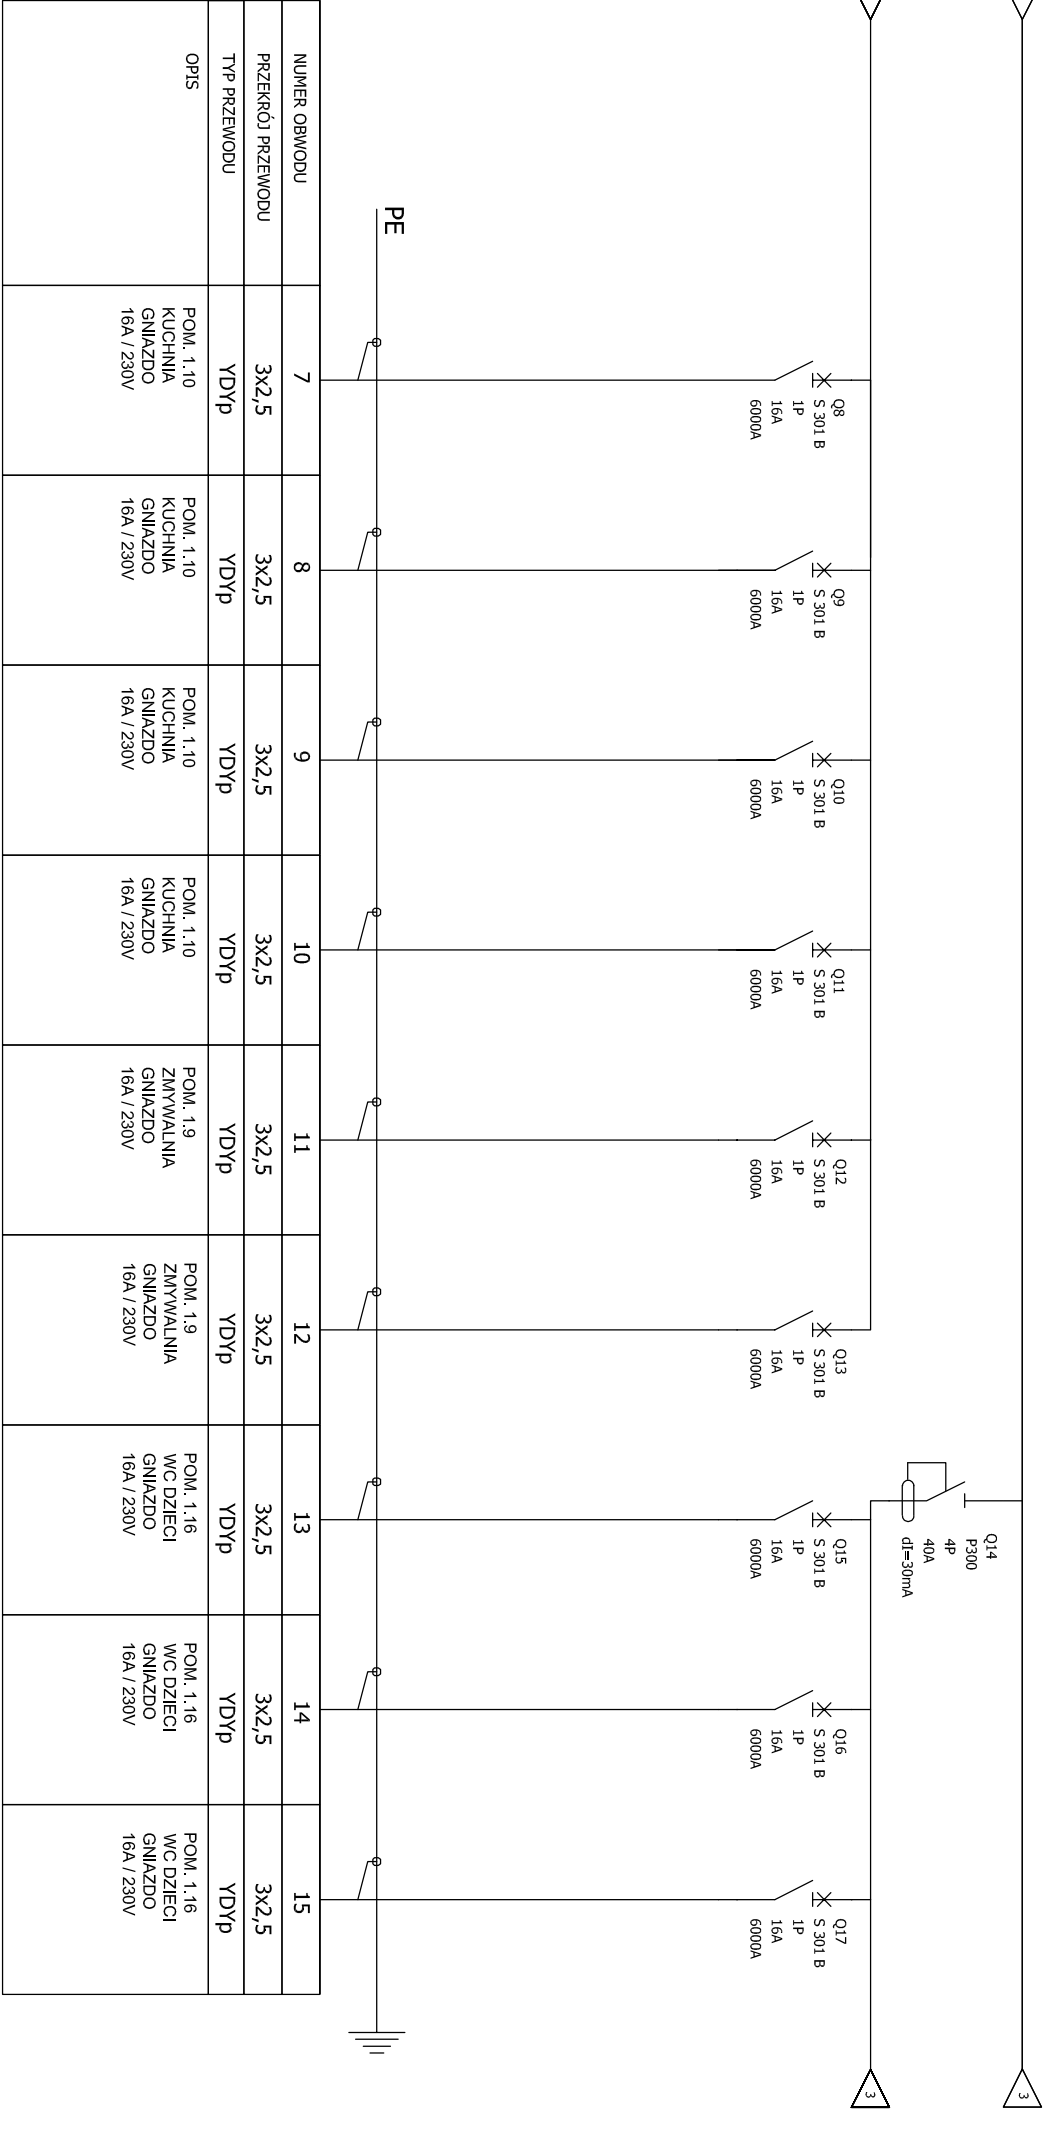 3
3
Q14
P300
4P
40A
dI=30mA
Q8
S 301 B
1P
16A
6000A
Q9
S 301 B
1P
16A
6000A
Q10
S 301 B
1P
16A
6000A
Q11
S 301 B
1P
16A
6000A
Q12
S 301 B
1P
16A
6000A
Q13
S 301 B
1P
16A
6000A
Q15
S 301 B
1P
16A
6000A
Q16
S 301 B
1P
16A
6000A
Q17
S 301 B
1P
16A
6000A
PE
NUMER OBWODU 7 8 9 10 11 12 13 14 15
PRZEKRÓJ PRZEWODU 3x2,5 3x2,5 3x2,5 3x2,5 3x2,5 3x2,5 3x2,5 3x2,5 3x2,5
TYP PRZEWODU YDYp YDYp YDYp YDYp YDYp YDYp YDYp YDYp YDYp
OPIS
POM. 1.10
KUCHNIA
GNIAZDO
16A / 230V
POM. 1.10
KUCHNIA
GNIAZDO
16A / 230V
POM. 1.10
KUCHNIA
GNIAZDO
16A / 230V
POM. 1.10
KUCHNIA
GNIAZDO
16A / 230V
POM. 1.9
ZMYWALNIA
GNIAZDO
16A / 230V
POM. 1.9
ZMYWALNIA
GNIAZDO
16A / 230V
POM. 1.16
WC DZIECI
GNIAZDO
16A / 230V
POM. 1.16
WC DZIECI
GNIAZDO
16A / 230V
POM. 1.16
WC DZIECI
GNIAZDO
16A / 230V